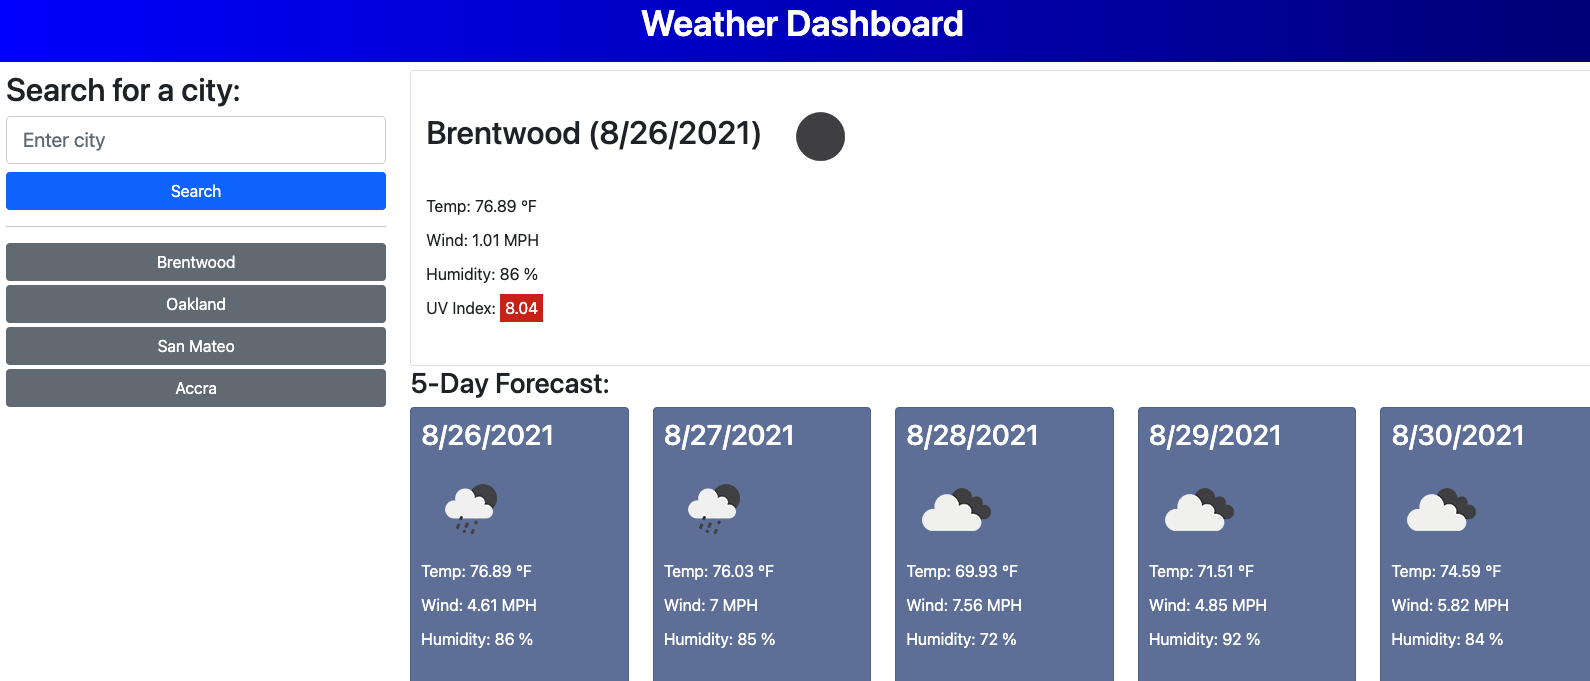 Weather Dashboard
Search for a city:
Enter city
Search
Brentwood
Oakland
San Mateo
Accra
Brentwood (8/26/2021)
Temp: 76.89 °F
Wind: 1.01 MPH
Humidity: 86 %
UV Index: 8.04
5-Day Forecast:
8/26/2021
Temp: 76.89 °F
Wind: 4.61 MPH
Humidity: 86 %
8/27/2021
Temp: 76.03 °F
Wind: 7 MPH
Humidity: 85 %
8/28/2021
Temp: 69.93 °F
Wind: 7.56 MPH
Humidity: 72 %
8/29/2021
Temp: 71.51 °F
Wind: 4.85 MPH
Humidity: 92 %
8/30/2021
Temp: 74.59 °F
Wind: 5.82 MPH
Humidity: 84 %